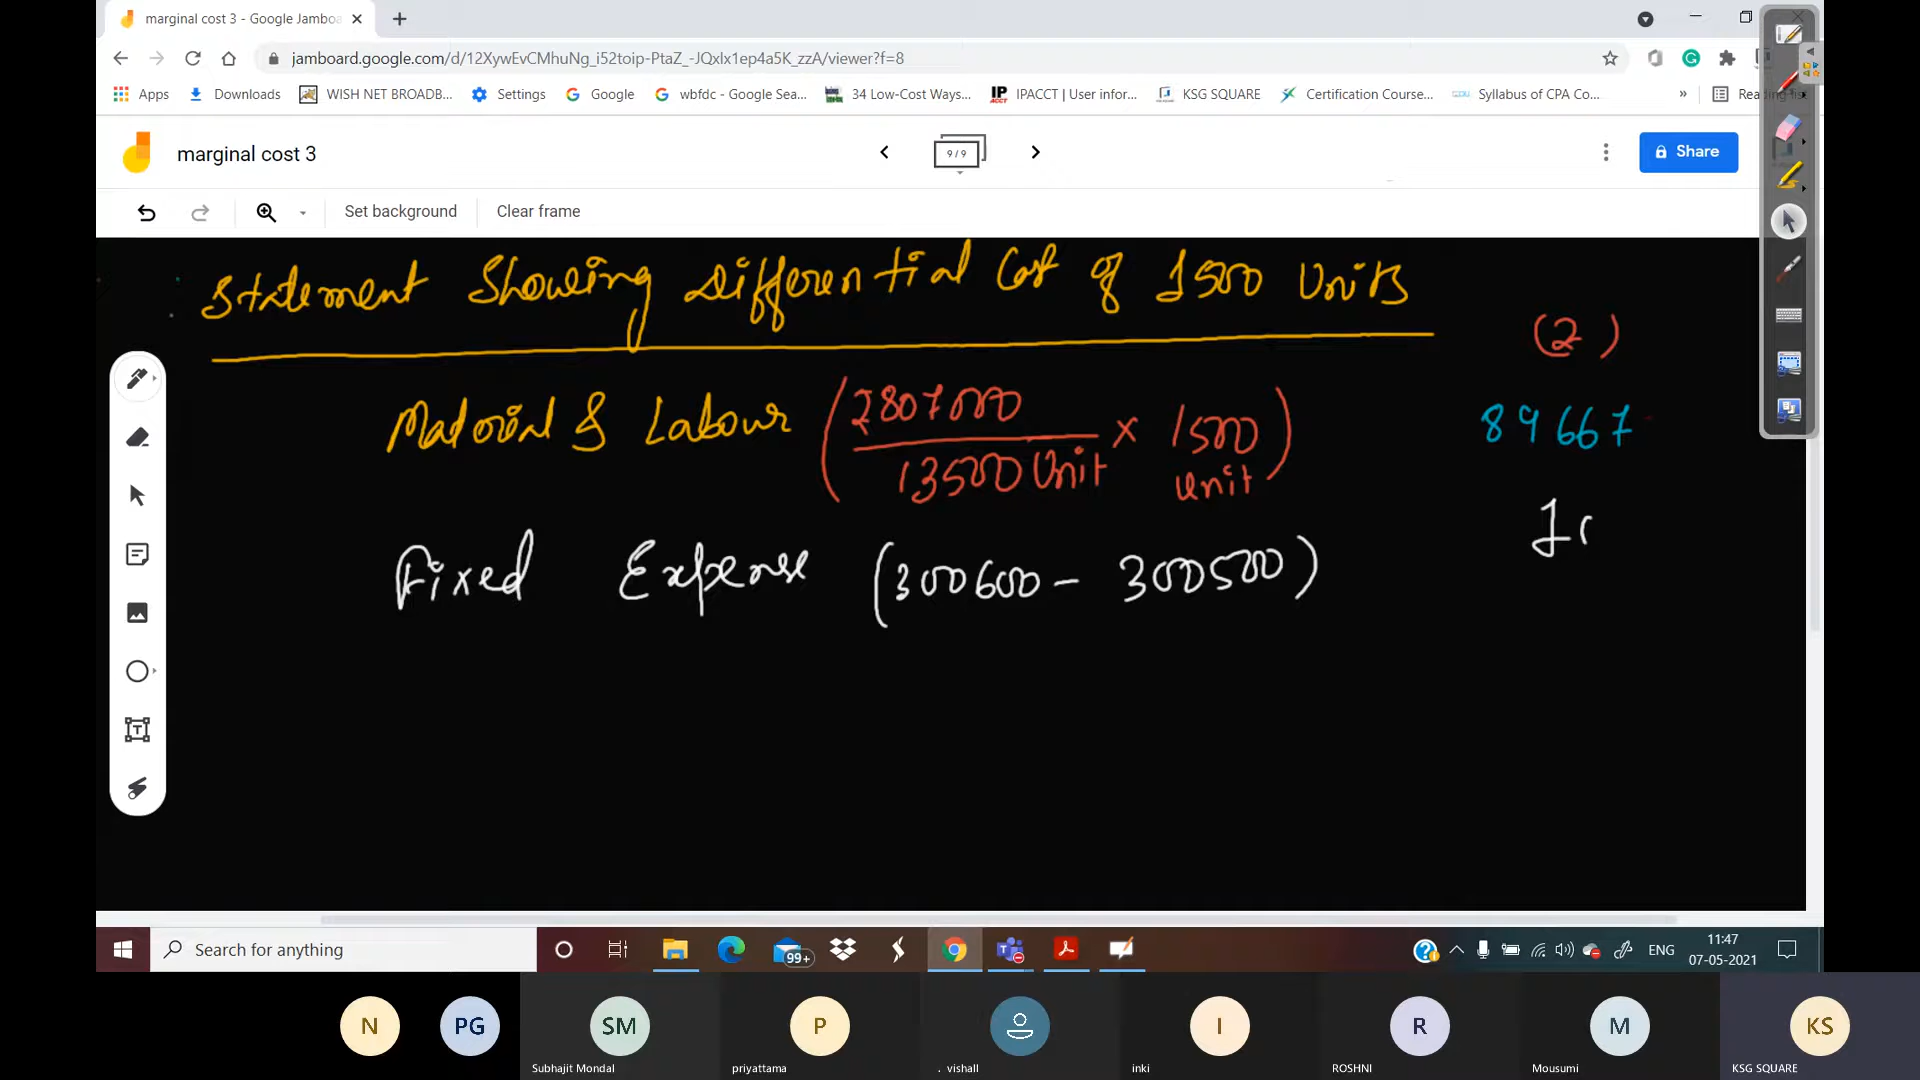 marginal cost 3 - Google Jamboa
jamboard.google.com/d/12XywEvCMhuNg_i52toip-PtaZ_-JQxlx1ep4a5K_zzA/viewer?f=8
Apps Downloads WISH NET BROADB... Settings Google wbfdc - Google Sea... 34 Low-Cost Ways... IPACCT | User infor... KSG SQUARE Certification Course... Syllabus of CPA Co... » Reading list
marginal cost 3
9 / 9
Share
Set background Clear frame
Statement Showing Differential Cost of 1500 Units
(2)
Material & Labour (2807000 / 13500 Unit × 1500 unit)
89667
Fixed Expense (300600 - 300500)
Search for anything
99+
ENG
11:47
07-05-2021
N PG SM P I R M KS
Subhajit Mondal priyattama . vishall inki ROSHNI Mousumi KSG SQUARE